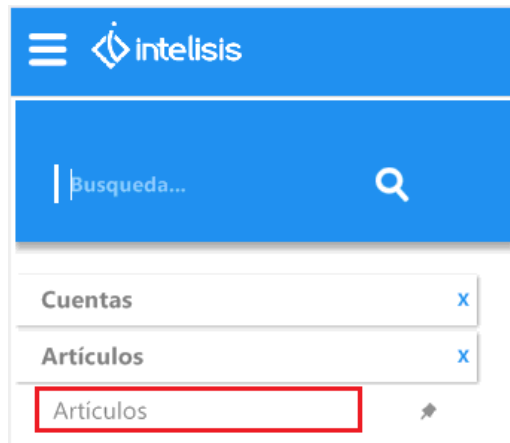 intelisis
Busqueda...
Cuentas x
Artículos x
Artículos